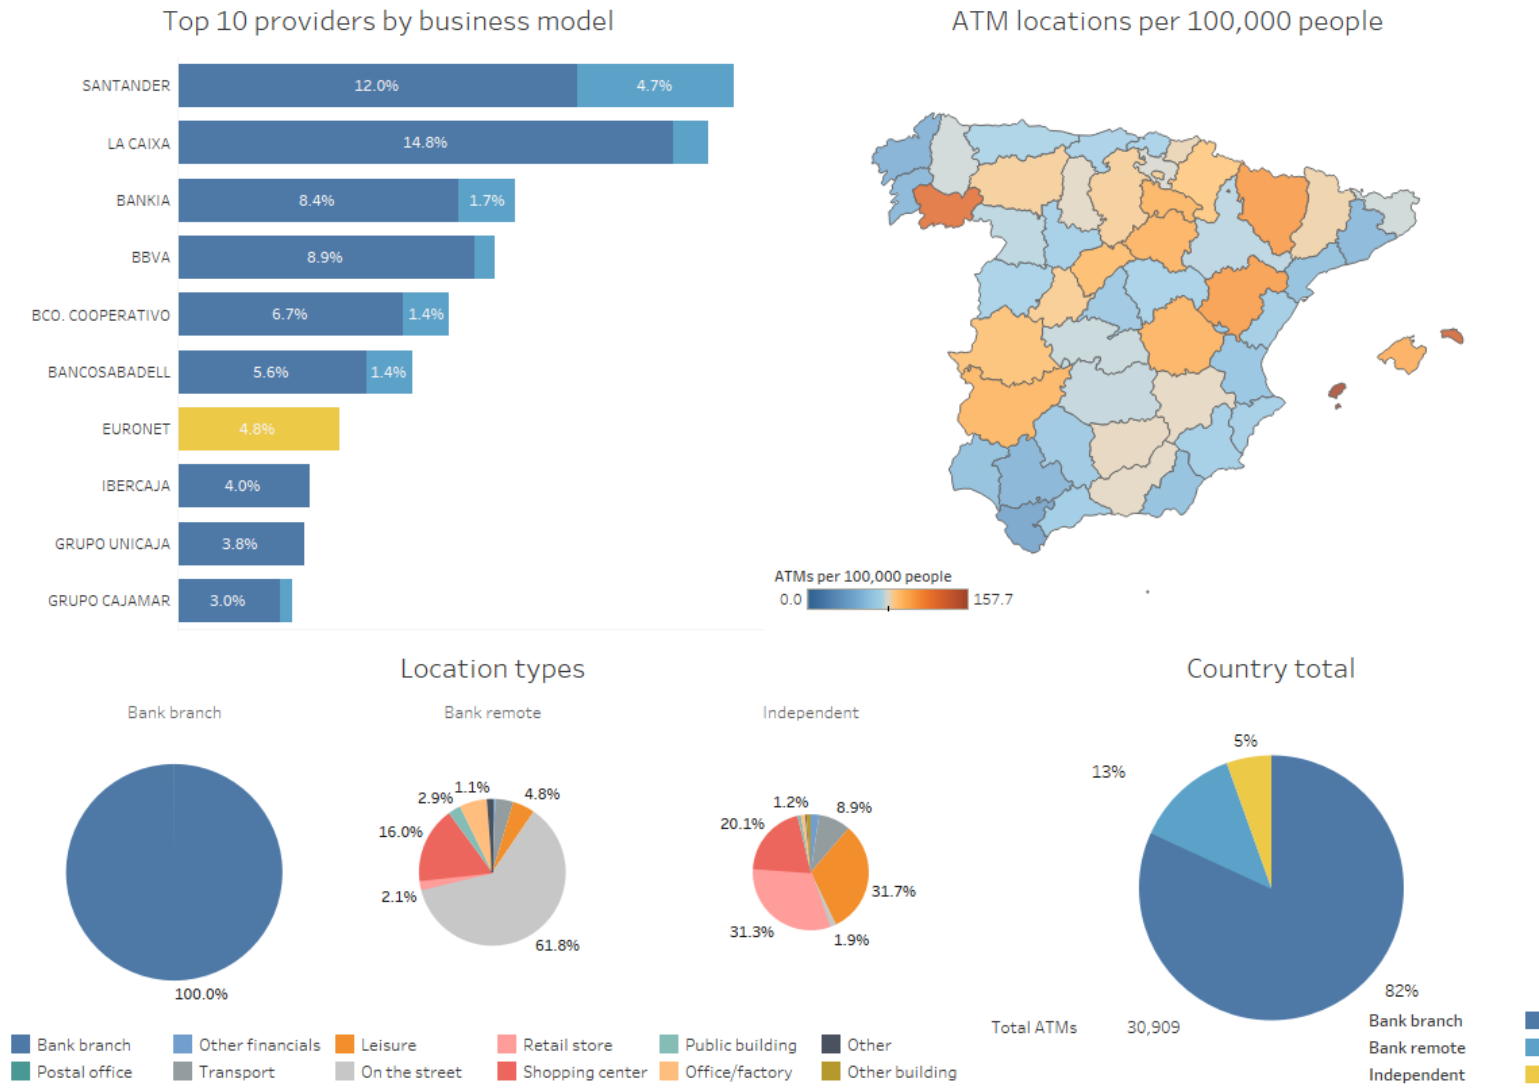 Top 10 providers by business model
SANTANDER 12.0% 4.7%
LA CAIXA 14.8%
BANKIA 8.4% 1.7%
BBVA 8.9%
BCO. COOPERATIVO 6.7% 1.4%
BANCOSABADELL 5.6% 1.4%
EURONET 4.8%
IBERCAJA 4.0%
GRUPO UNICAJA 3.8%
GRUPO CAJAMAR 3.0%
ATM locations per 100,000 people
ATMs per 100,000 people
0.0 157.7
Location types
Bank branch
100.0%
Bank remote
1.1%
2.9%
4.8%
16.0%
2.1%
61.8%
Independent
1.2%
8.9%
20.1%
31.7%
31.3%
1.9%
Bank branch Other financials Leisure Retail store Public building Other
Postal office Transport On the street Shopping center Office/factory Other building
Country total
5%
13%
82%
Total ATMs 30,909
Bank branch
Bank remote
Independent